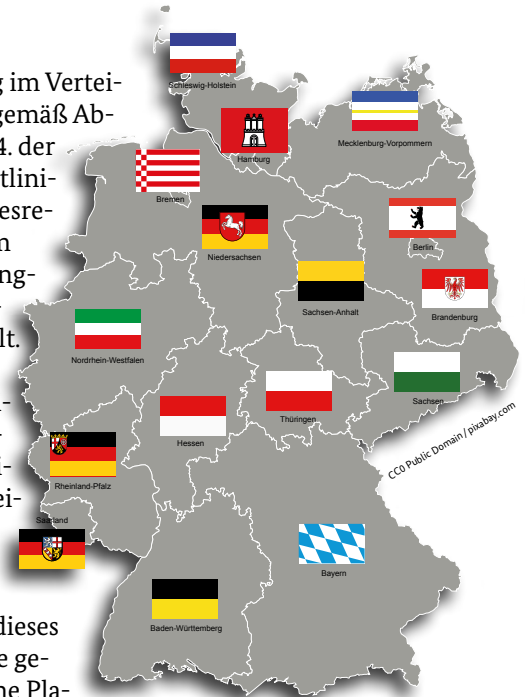 g im Vertei-
gemäß Ab-
4. der
tlini-
esre-
n
ng-
-
lt.
n-
-
i-
ei-
dieses
e ge-
ne Pla-
Schleswig-Holstein
Hamburg
Mecklenburg-Vorpommern
Bremen
Niedersachsen
Berlin
Sachsen-Anhalt
Brandenburg
Nordrhein-Westfalen
Sachsen
Thüringen
Hessen
Rheinland-Pfalz
Saarland
Bayern
Baden-Württemberg
CC0 Public Domain / pixabay.com